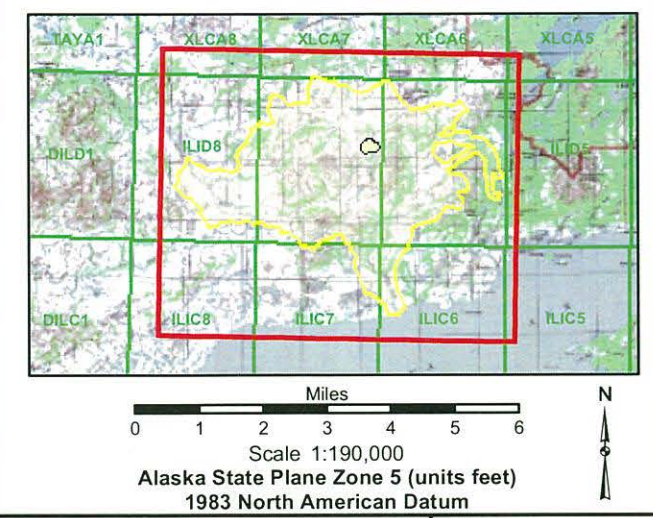 TAYA1 XLCA8 XLCA7 XLCA6 XLCA5
DILD1 ILID8 ILID5
DILC1 ILIC8 ILIC7 ILIC6 ILIC5
Miles
0 1 2 3 4 5 6
N
Scale 1:190,000
Alaska State Plane Zone 5 (units feet)
1983 North American Datum